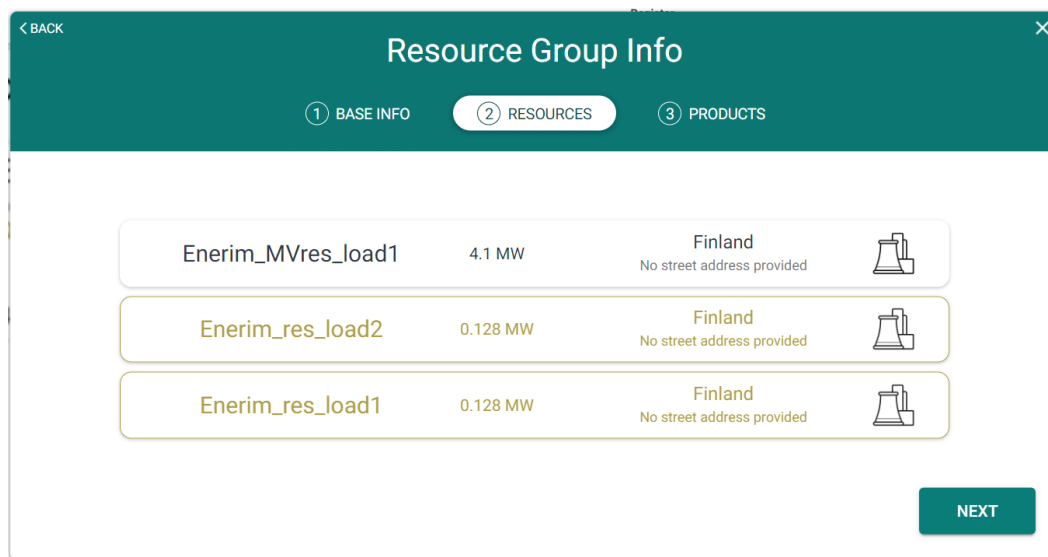 Register
BACK
Resource Group Info
1 BASE INFO
2 RESOURCES
3 PRODUCTS
Enerim_MVres_load1
4.1 MW
Finland
No street address provided
Enerim_res_load2
0.128 MW
Finland
No street address provided
Enerim_res_load1
0.128 MW
Finland
No street address provided
NEXT